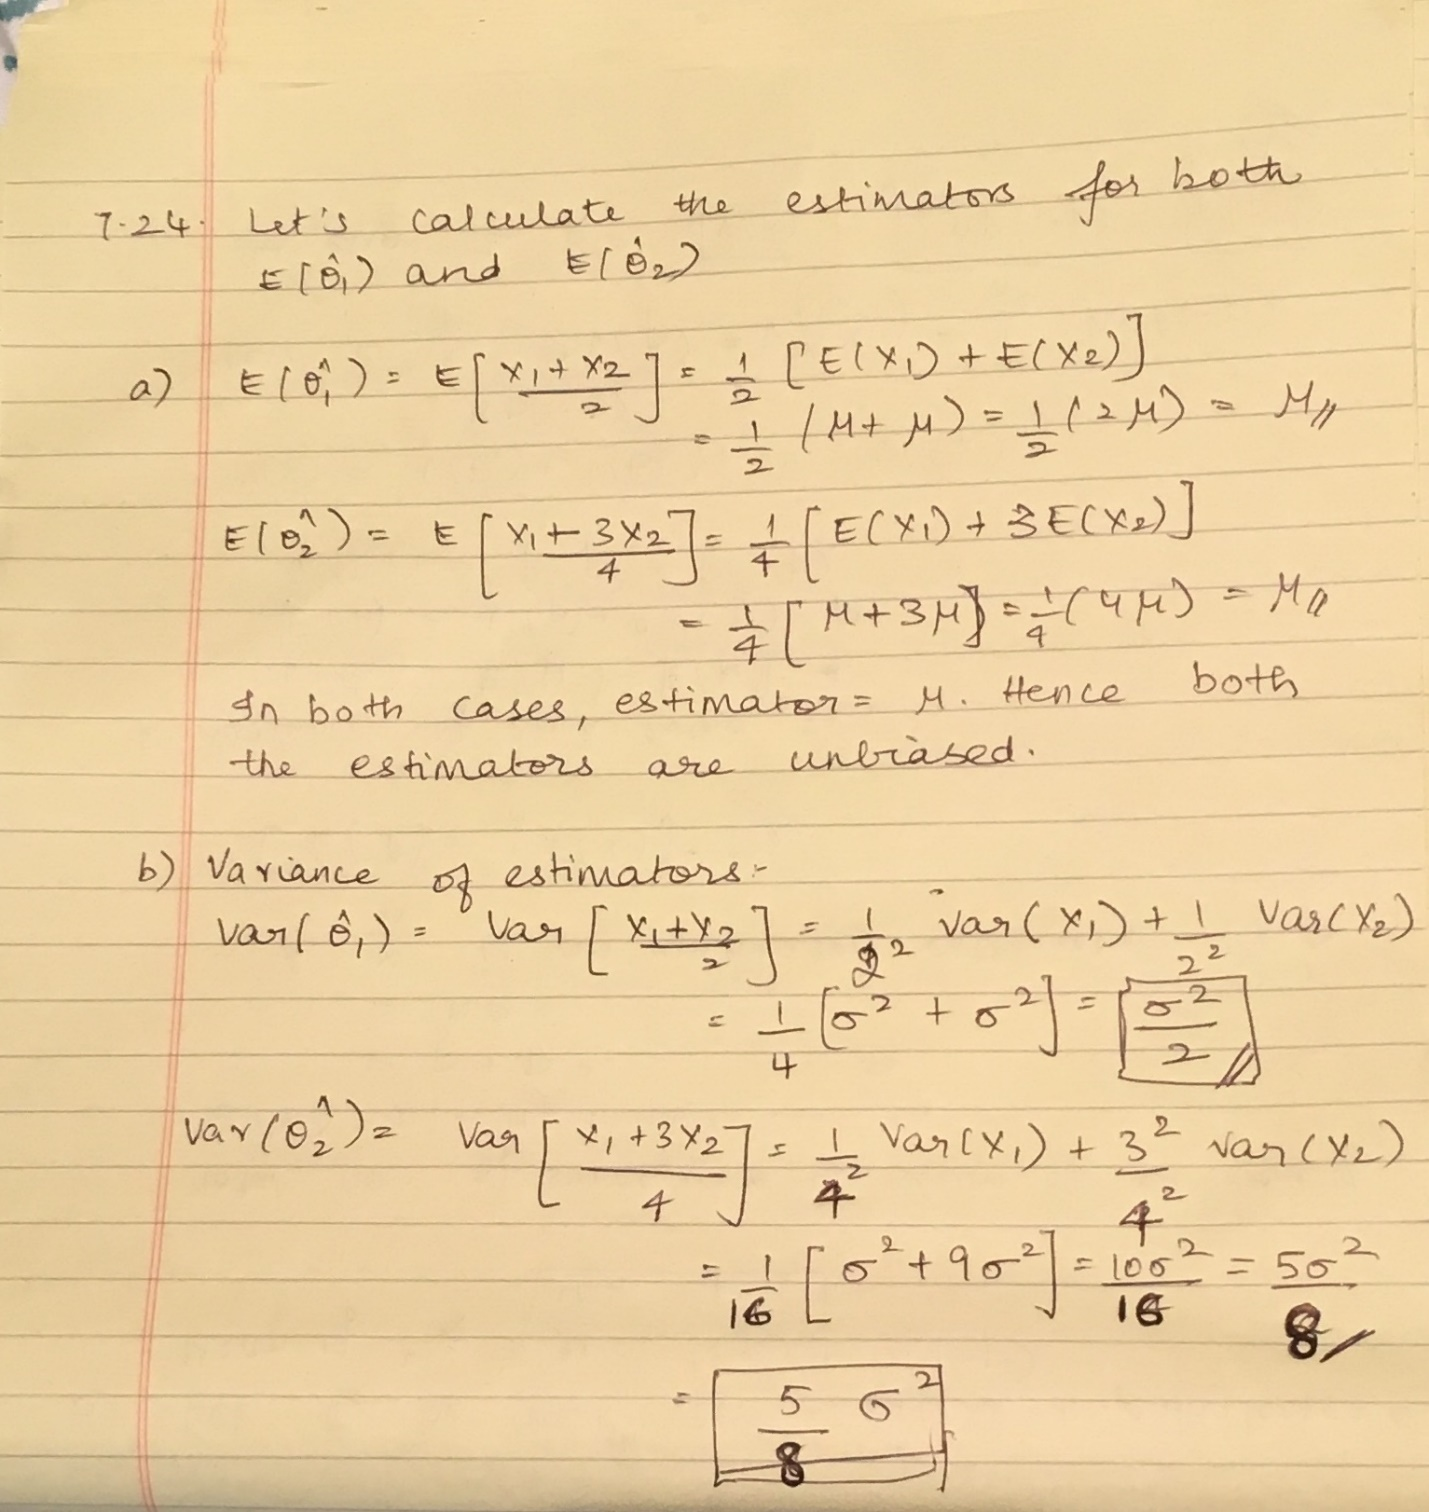 7.24. Let's calculate the estimators for both
E(θ̂₁) and E(θ̂₂)
a) E(θ̂₁) = E[(X₁+X₂)/2] = 1/2 [E(X₁) + E(X₂)]
= 1/2 (μ+μ) = 1/2 (2μ) = μ//
E(θ̂₂) = E[(X₁+3X₂)/4] = 1/4 [E(X₁) + 3E(X₂)]
= 1/4 [μ+3μ] = 1/4 (4μ) = μ//
In both cases, estimator = μ. Hence both
the estimators are unbiased.
b) Variance of estimators:-
Var(θ̂₁) = Var[(X₁+X₂)/2] = 1/2² Var(X₁) + 1/2² Var(X₂)
= 1/4 [σ² + σ²] = σ²/2 //
Var(θ̂₂) = Var[(X₁+3X₂)/4] = 1/4² Var(X₁) + 3²/4² Var(X₂)
= 1/16 [σ²+9σ²] = 10σ²/16 = 5σ²/8 /
= 5/8 σ²